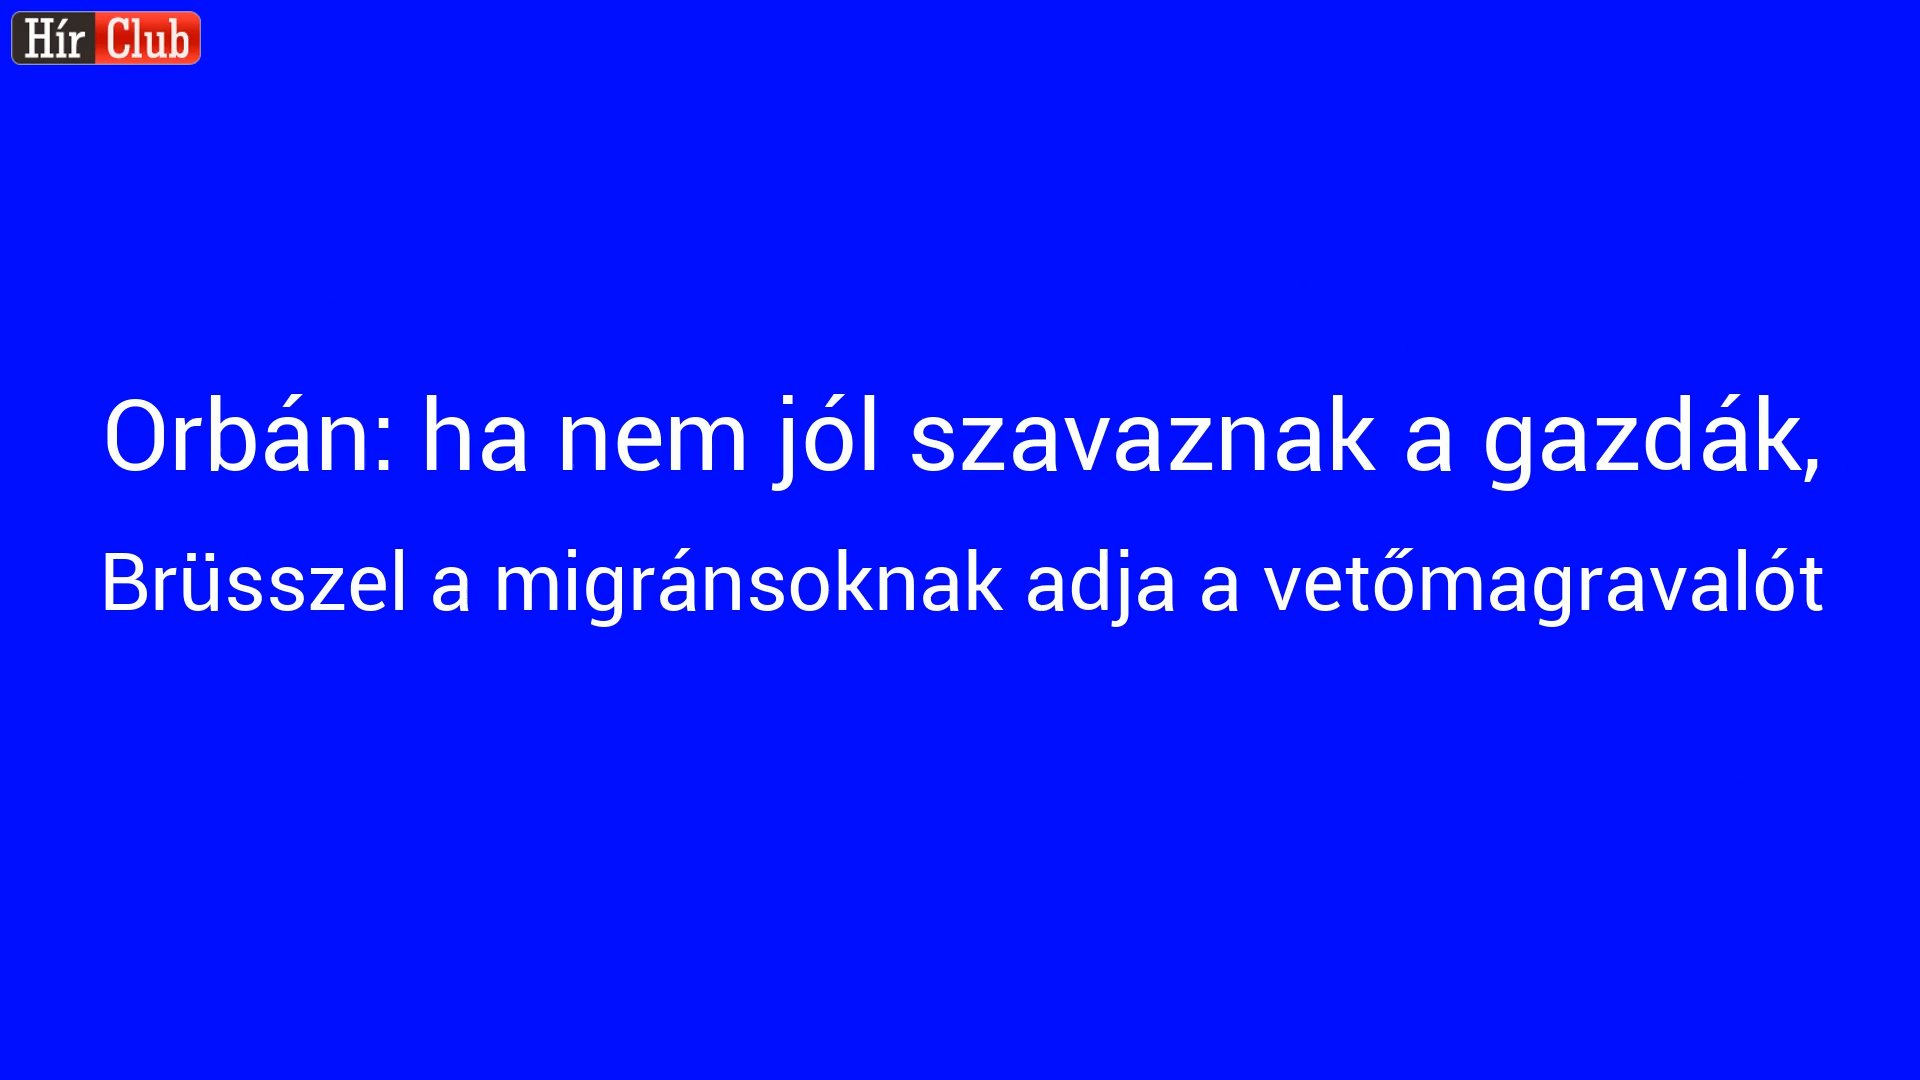 Hír Club
Orbán: ha nem jól szavaznak a gazdák,
Brüsszel a migránsoknak adja a vetőmagravalót